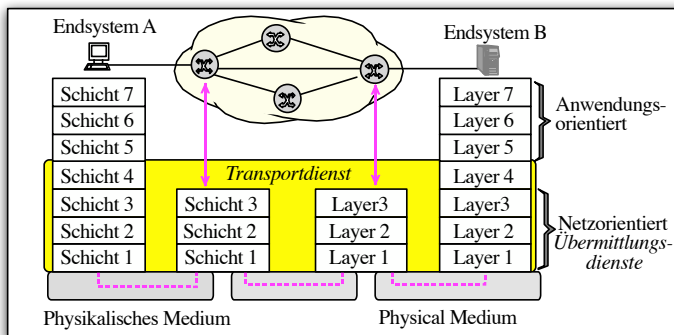 Endsystem A
Endsystem B
Schicht 7
Schicht 6
Schicht 5
Schicht 4
Schicht 3
Schicht 2
Schicht 1
Transportdienst
Schicht 3
Schicht 2
Schicht 1
Layer3
Layer 2
Layer 1
Layer 7
Layer 6
Layer 5
Layer 4
Layer3
Layer 2
Layer 1
Anwendungs-
orientiert
Netzorientiert
Übermittlungs-
dienste
Physikalisches Medium
Physical Medium